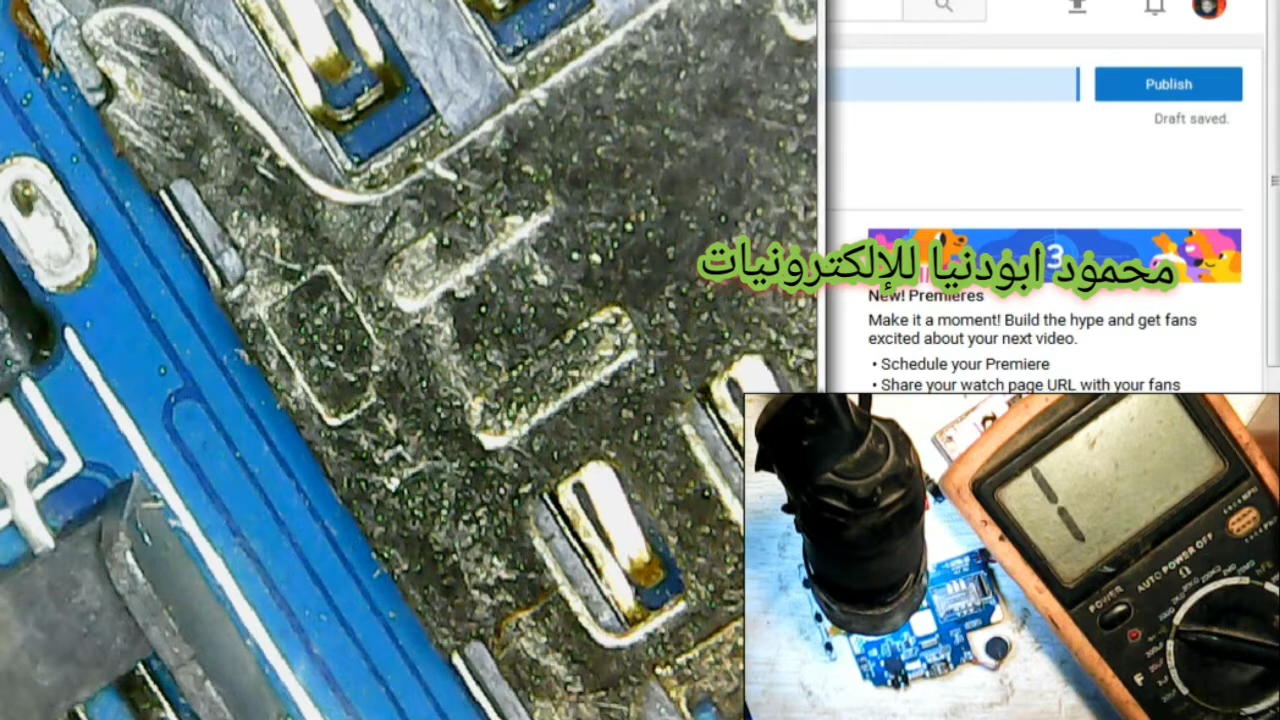 Publish
Draft saved.
3
محمود ابودنيا للإلكترونيات
New! Premieres
Make it a moment! Build the hype and get fans
excited about your next video.
• Schedule your Premiere
• Share your watch page URL with your fans
POWER
AUTO POWER OFF
Ω
F